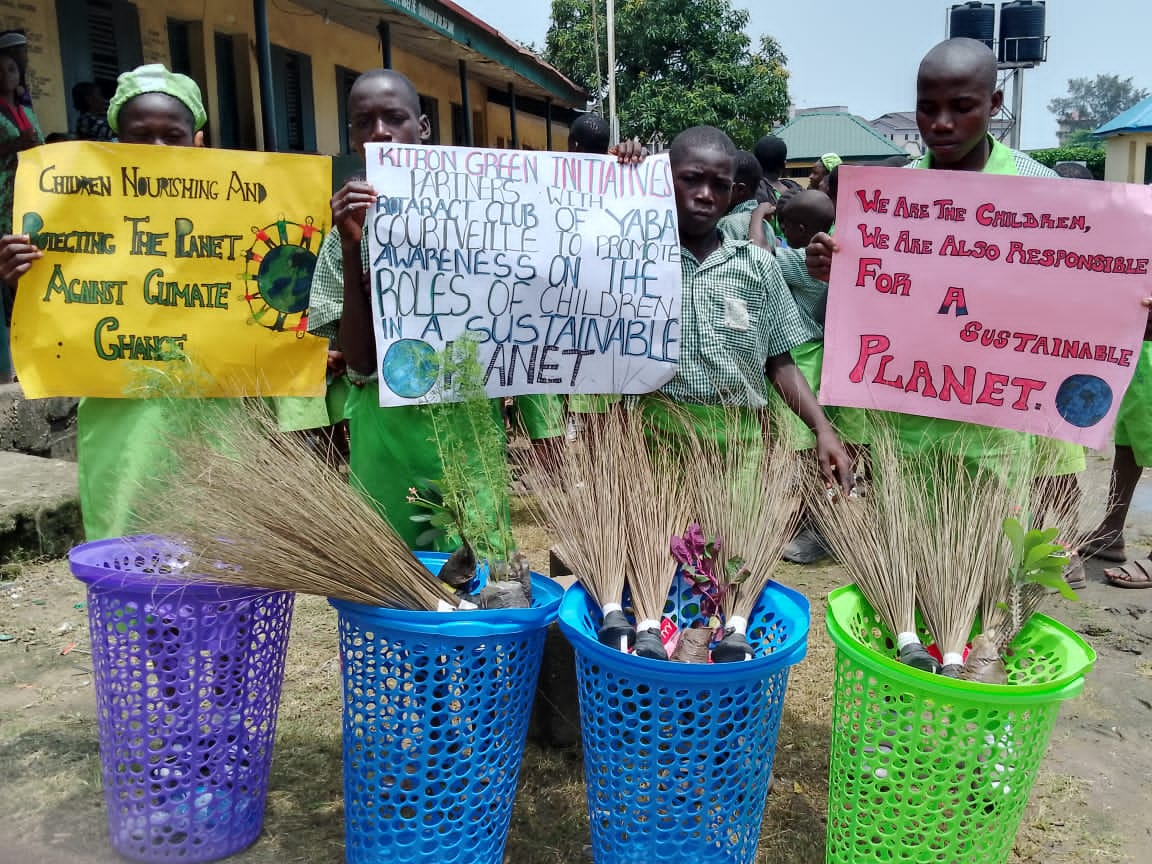 CHILDREN NOURISHING AND
PROTECTING THE PLANET
AGAINST CLIMATE
CHANGE
KITRON GREEN INITIATIVES
PARTNERS WITH
ROTARACT CLUB OF YABA
COURTVEILLE TO PROMOTE
AWARENESS ON THE
ROLES OF CHILDREN
IN A SUSTAINABLE
PLANET
WE ARE THE CHILDREN,
WE ARE ALSO RESPONSIBLE
FOR A
SUSTAINABLE
PLANET.